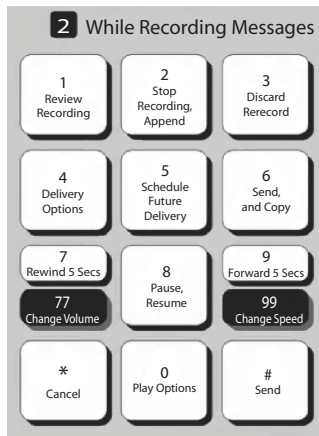 2 While Recording Messages
1
Review
Recording
2
Stop
Recording,
Append
3
Discard
Rerecord
4
Delivery
Options
5
Schedule
Future
Delivery
6
Send,
and Copy
7
Rewind 5 Secs
77
Change Volume
8
Pause,
Resume
9
Forward 5 Secs
99
Change Speed
*
Cancel
0
Play Options
#
Send